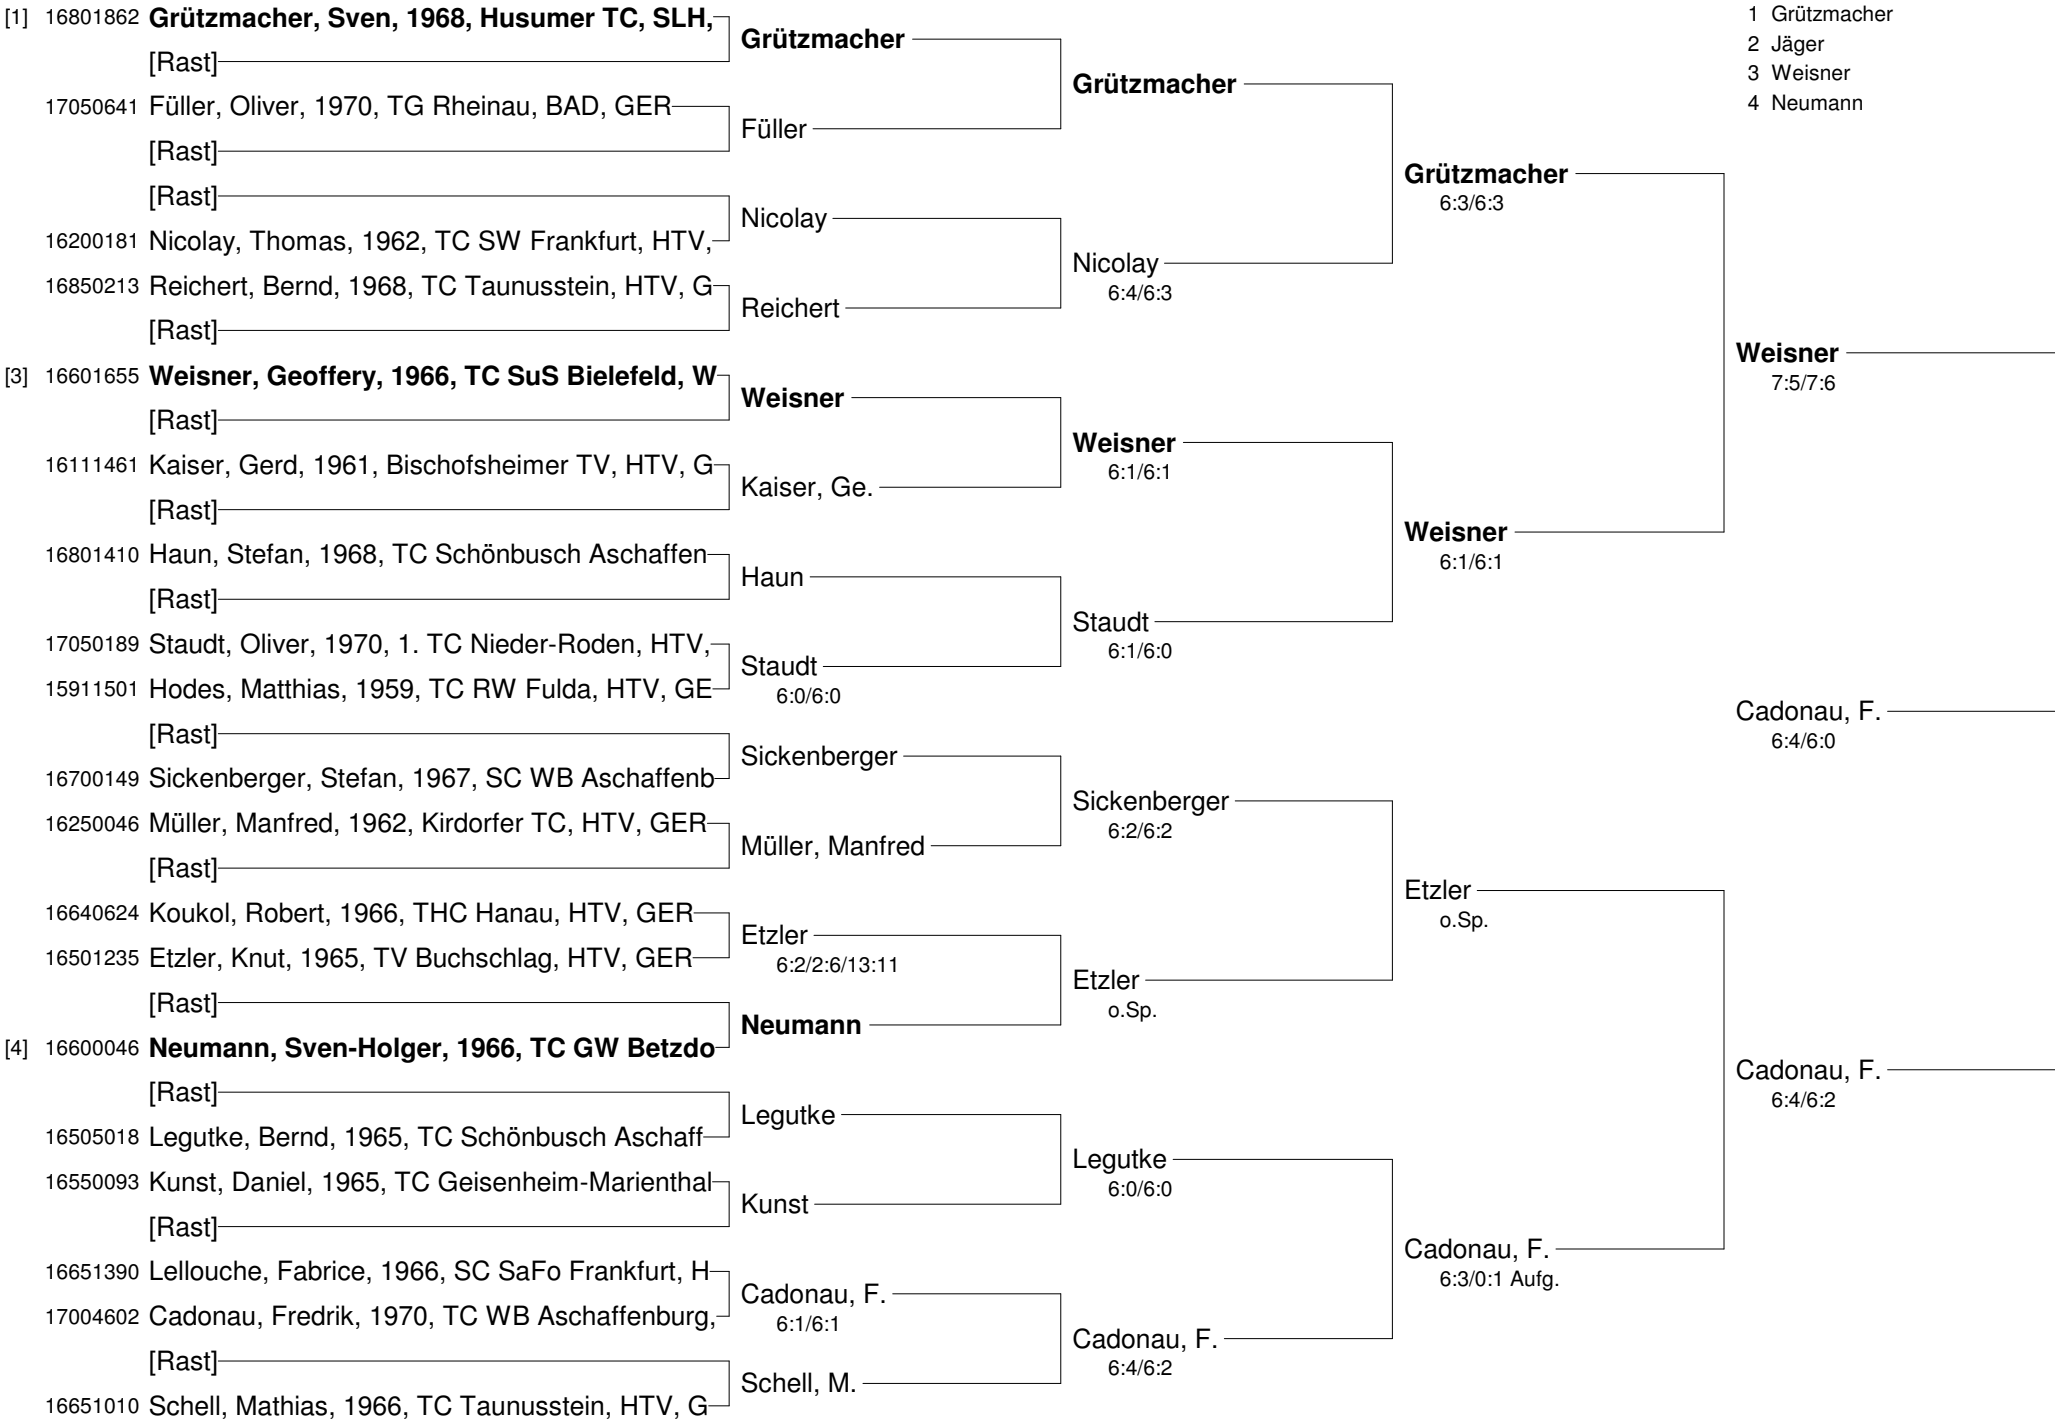 [1] 16801862 Grützmacher, Sven, 1968, Husumer TC, SLH,
[Rast]
17050641 Füller, Oliver, 1970, TG Rheinau, BAD, GER
[Rast]
[Rast]
16200181 Nicolay, Thomas, 1962, TC SW Frankfurt, HTV,
16850213 Reichert, Bernd, 1968, TC Taunusstein, HTV, G
[Rast]
[3] 16601655 Weisner, Geoffery, 1966, TC SuS Bielefeld, W
[Rast]
16111461 Kaiser, Gerd, 1961, Bischofsheimer TV, HTV, G
[Rast]
16801410 Haun, Stefan, 1968, TC Schönbusch Aschaffen
[Rast]
17050189 Staudt, Oliver, 1970, 1. TC Nieder-Roden, HTV,
15911501 Hodes, Matthias, 1959, TC RW Fulda, HTV, GE
[Rast]
16700149 Sickenberger, Stefan, 1967, SC WB Aschaffenb
16250046 Müller, Manfred, 1962, Kirdorfer TC, HTV, GER
[Rast]
16640624 Koukol, Robert, 1966, THC Hanau, HTV, GER
16501235 Etzler, Knut, 1965, TV Buchschlag, HTV, GER
[Rast]
[4] 16600046 Neumann, Sven-Holger, 1966, TC GW Betzdo
[Rast]
16505018 Legutke, Bernd, 1965, TC Schönbusch Aschaff
16550093 Kunst, Daniel, 1965, TC Geisenheim-Marienthal
[Rast]
16651390 Lellouche, Fabrice, 1966, SC SaFo Frankfurt, H
17004602 Cadonau, Fredrik, 1970, TC WB Aschaffenburg,
[Rast]
16651010 Schell, Mathias, 1966, TC Taunusstein, HTV, G
Grützmacher
Füller
Nicolay
Reichert
Weisner
Kaiser, Ge.
Haun
Staudt
6:0/6:0
Sickenberger
Müller, Manfred
Etzler
6:2/2:6/13:11
Neumann
Legutke
Kunst
Cadonau, F.
6:1/6:1
Schell, M.
Grützmacher
Nicolay
6:4/6:3
Weisner
6:1/6:1
Staudt
6:1/6:0
Sickenberger
6:2/6:2
Etzler
o.Sp.
Legutke
6:0/6:0
Cadonau, F.
6:4/6:2
Grützmacher
6:3/6:3
Weisner
6:1/6:1
Etzler
o.Sp.
Cadonau, F.
6:3/0:1 Aufg.
1 Grützmacher
2 Jäger
3 Weisner
4 Neumann
Weisner
7:5/7:6
Cadonau, F.
6:4/6:0
Cadonau, F.
6:4/6:2